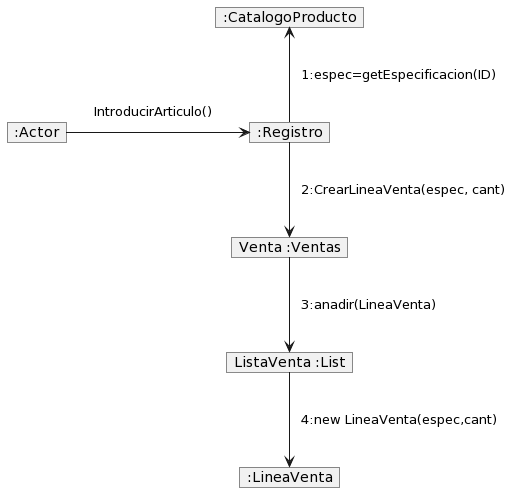 :CatalogoProducto
1:espec=getEspecificacion(ID)
IntroducirArticulo()
:Actor
:Registro
2:CrearLineaVenta(espec, cant)
Venta :Ventas
3:anadir(LineaVenta)
ListaVenta :List
4:new LineaVenta(espec,cant)
:LineaVenta